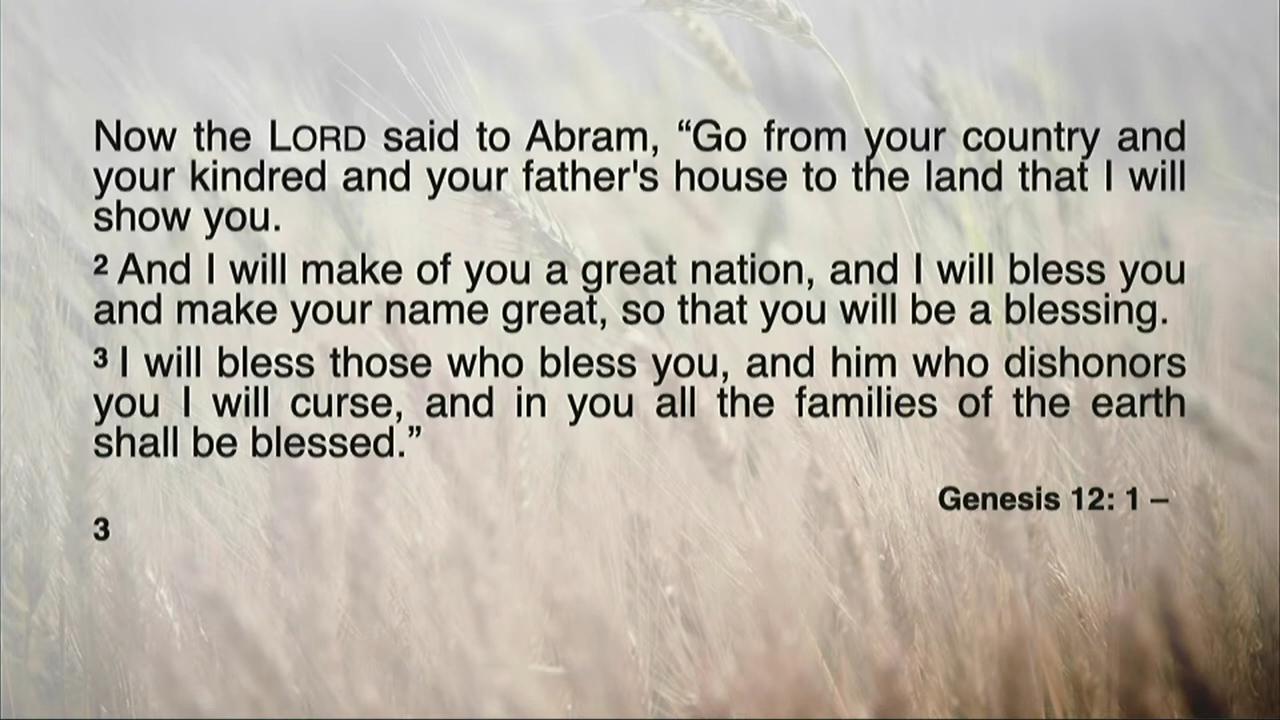 Now the LORD said to Abram, “Go from your country and
your kindred and your father's house to the land that I will
show you.
2 And I will make of you a great nation, and I will bless you
and make your name great, so that you will be a blessing.
3 I will bless those who bless you, and him who dishonors
you I will curse, and in you all the families of the earth
shall be blessed.”
Genesis 12: 1 –
3